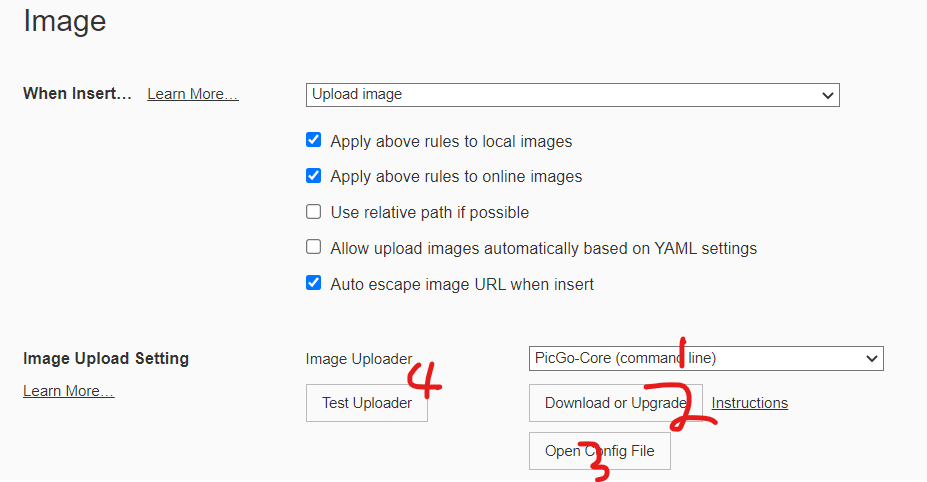 Image
When Insert... Learn More... Upload image
Apply above rules to local images
Apply above rules to online images
Use relative path if possible
Allow upload images automatically based on YAML settings
Auto escape image URL when insert
Image Upload Setting Image Uploader PicGo-Core (command line) 1
Learn More... Test Uploader 4 Download or Upgrade 2 Instructions
Open Config File 3